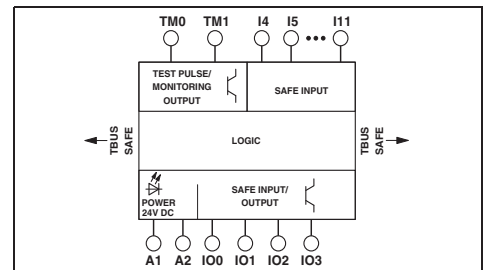 TM0 TM1 I4 I5 ••• I11
TEST PULSE/
MONITORING
OUTPUT
SAFE INPUT
TBUS
SAFE
LOGIC
TBUS
SAFE
POWER
24V DC
SAFE INPUT/
OUTPUT
A1 A2 IO0 IO1 IO2 IO3